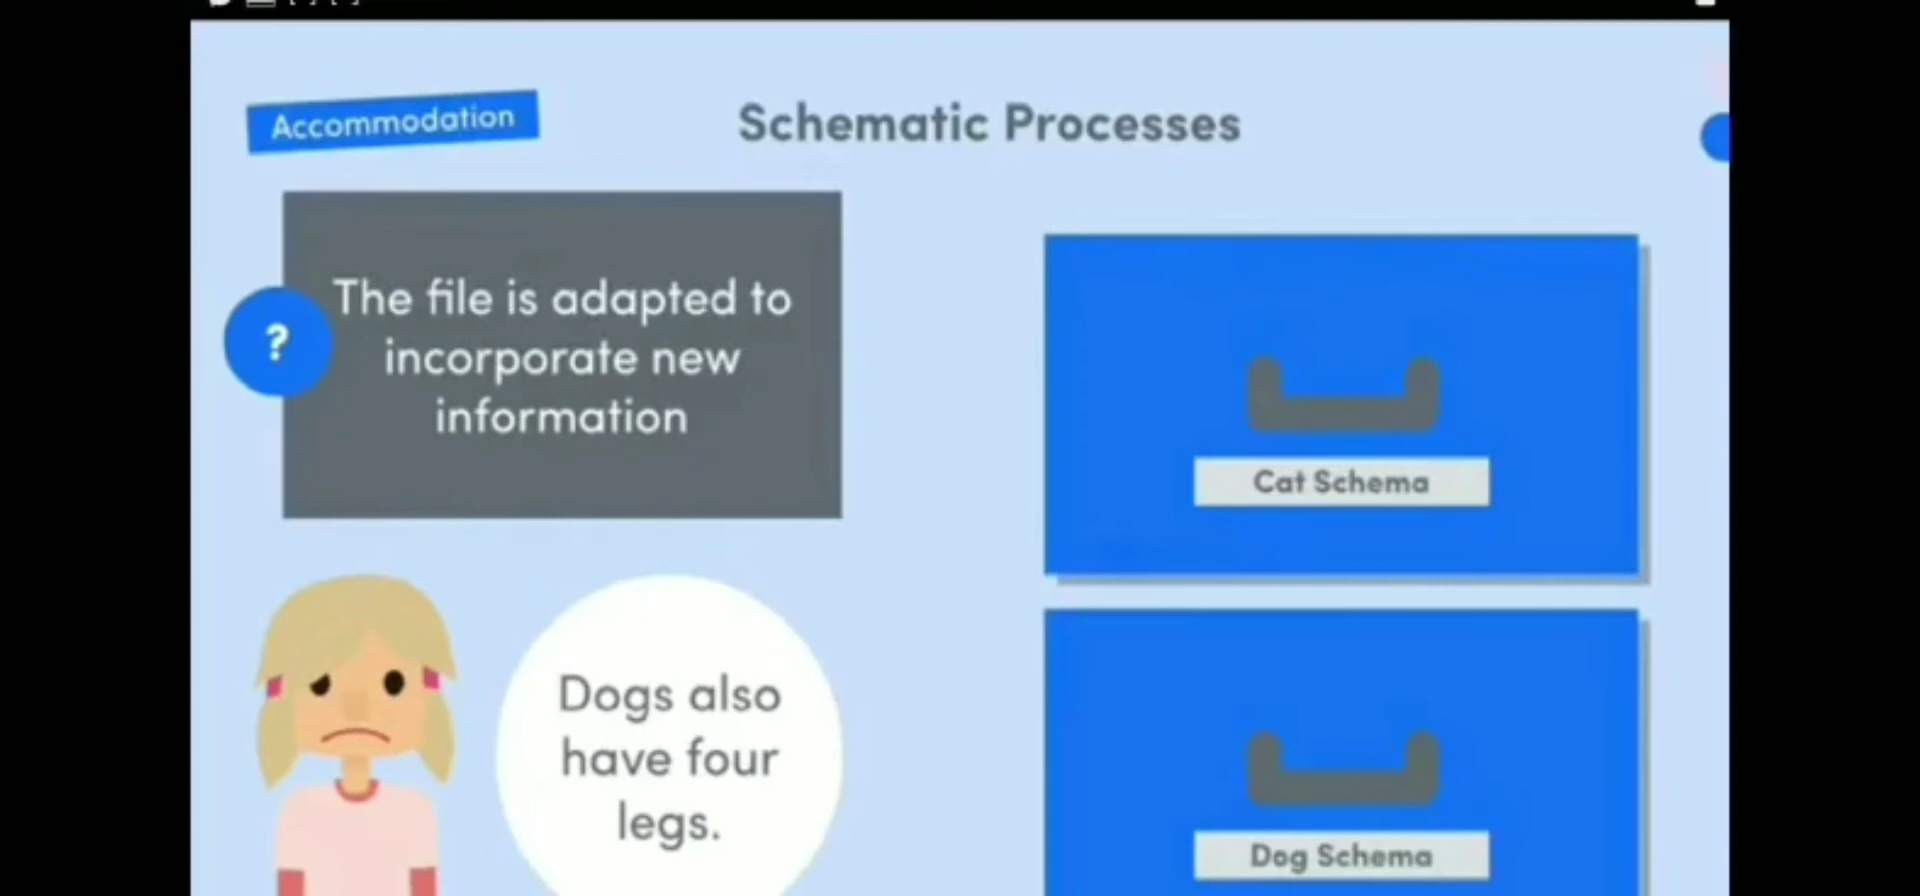 Accommodation
Schematic Processes
?
The file is adapted to
incorporate new
information
Cat Schema
Dogs also
have four
legs.
Dog Schema